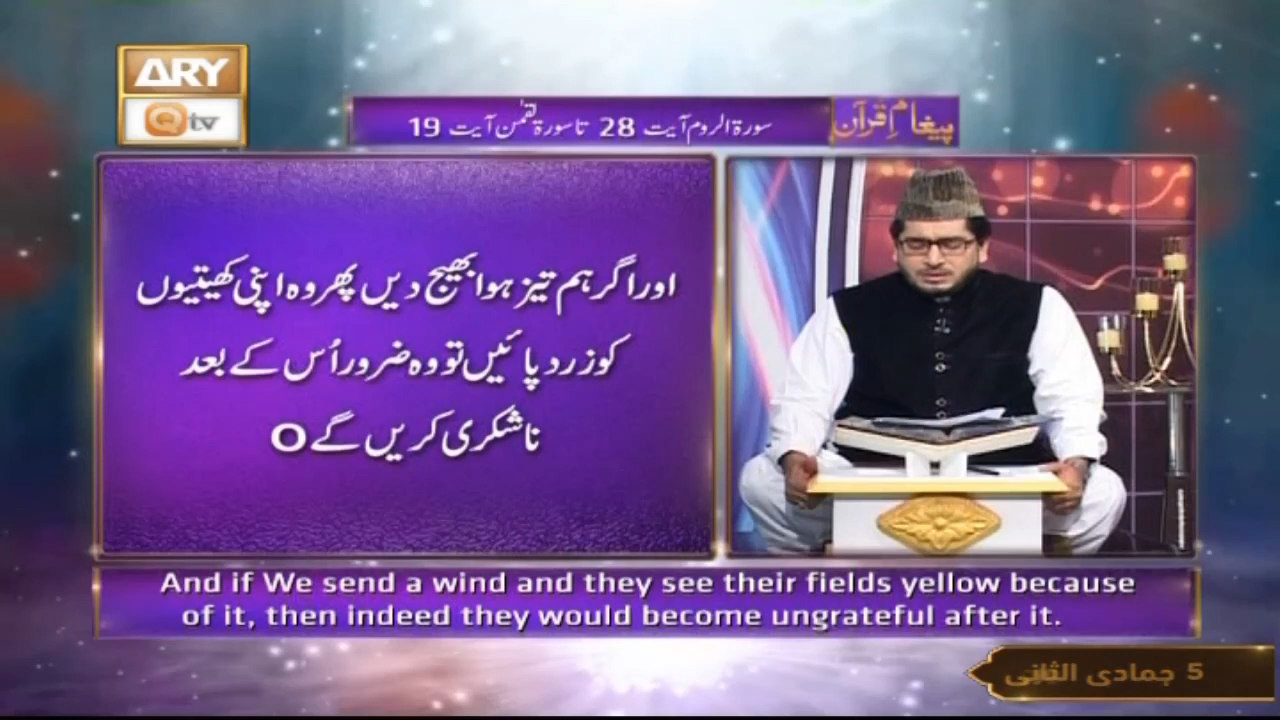 ARY
Qtv
پیغامِ قرآن
سورۃ الروم آیت 28 تا سورۃ لقمٰن آیت 19
اور اگر ہم تیز ہوا بھیج دیں پھر وہ اپنی کھیتیوں
کو زرد پائیں تو وہ ضرور اُس کے بعد
ناشکری کریں گے O
And if We send a wind and they see their fields yellow because
of it, then indeed they would become ungrateful after it.
5 جمادی الثانی